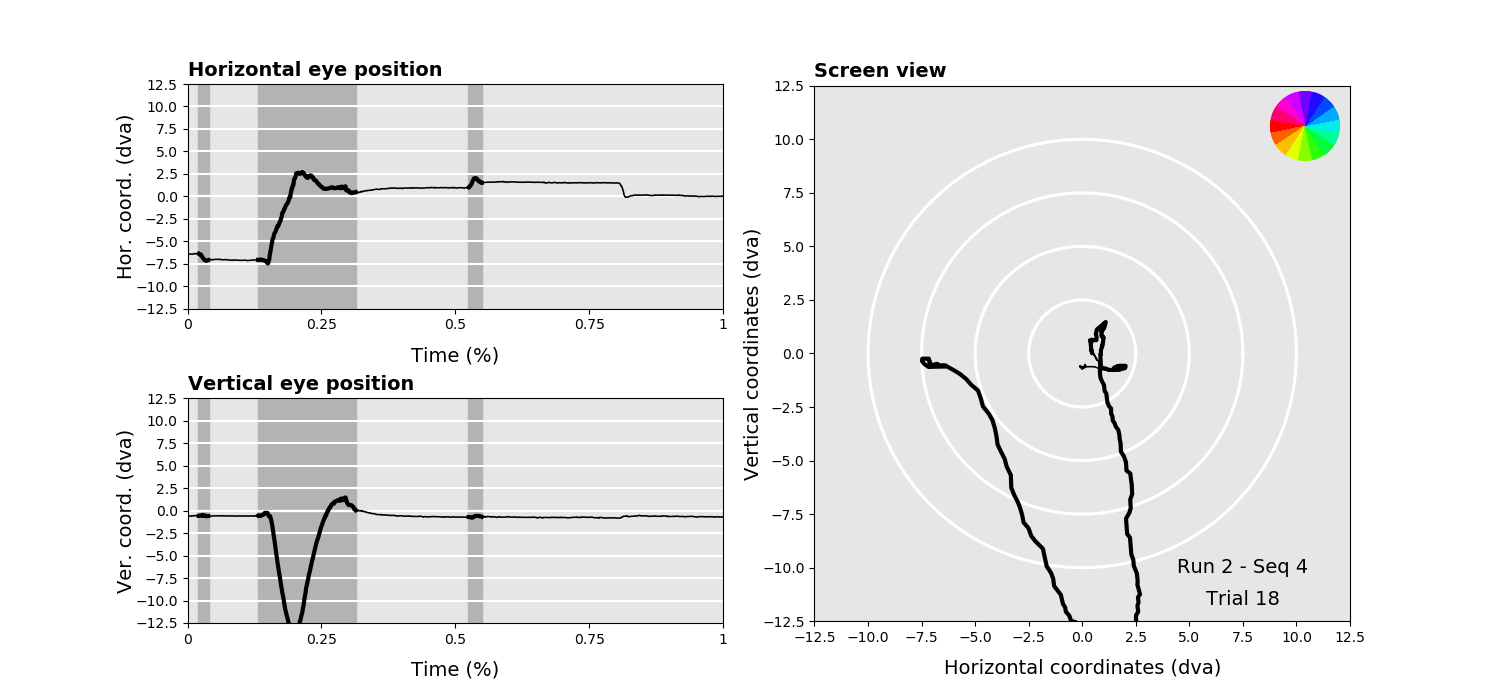 Horizontal eye position
12.5
10.0
7.5
5.0
2.5
0.0
−2.5
−5.0
−7.5
−10.0
−12.5
Hor. coord. (dva)
0 0.25 0.5 0.75 1
Time (%)
Vertical eye position
12.5
10.0
7.5
5.0
2.5
0.0
−2.5
−5.0
−7.5
−10.0
−12.5
Ver. coord. (dva)
0 0.25 0.5 0.75 1
Time (%)
Screen view
12.5
10.0
7.5
5.0
2.5
0.0
−2.5
−5.0
−7.5
−10.0
−12.5
Vertical coordinates (dva)
Run 2 - Seq 4
Trial 18
−12.5 −10.0 −7.5 −5.0 −2.5 0.0 2.5 5.0 7.5 10.0 12.5
Horizontal coordinates (dva)